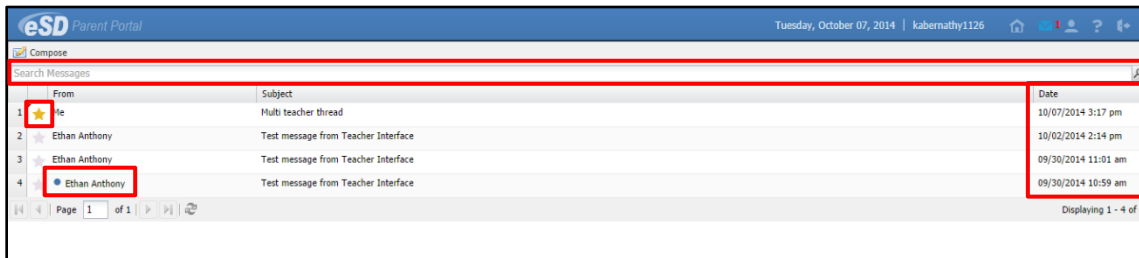 eSD Parent Portal Tuesday, October 07, 2014 | kabernathy1126 1 ?
Compose
Search Messages
From Subject Date
1 Me Multi teacher thread 10/07/2014 3:17 pm
2 Ethan Anthony Test message from Teacher Interface 10/02/2014 2:14 pm
3 Ethan Anthony Test message from Teacher Interface 09/30/2014 11:01 am
4 Ethan Anthony Test message from Teacher Interface 09/30/2014 10:59 am
Page 1 of 1 Displaying 1 - 4 of